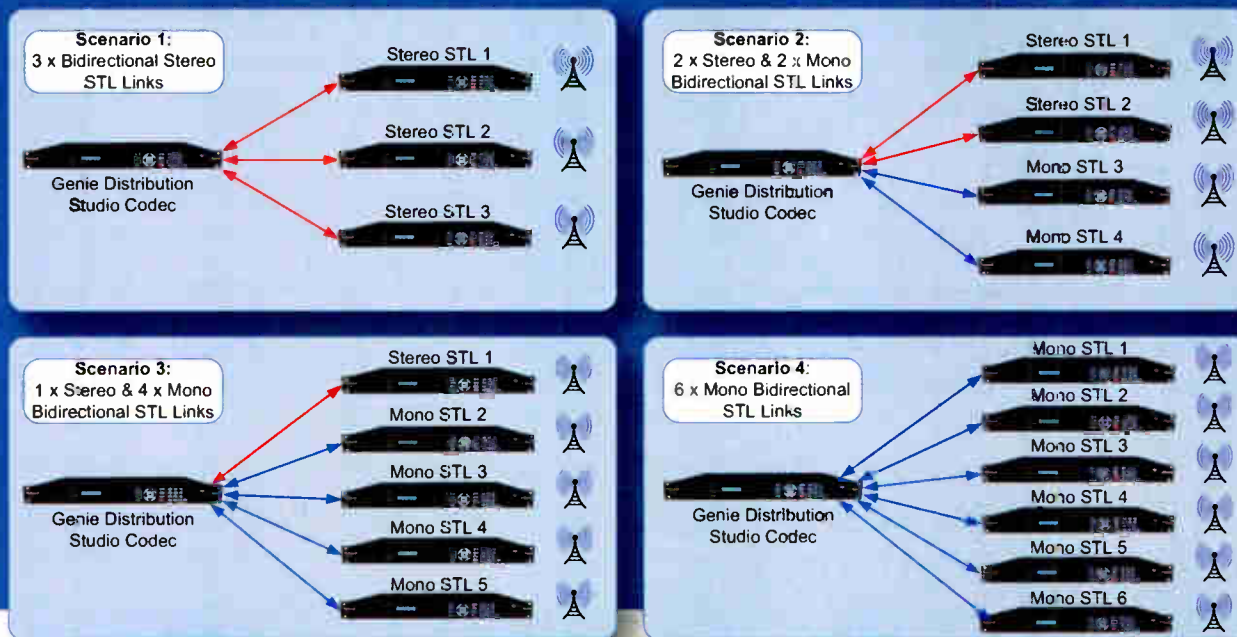 Scenario 1:
3 x Bidirectional Stereo
STL Links
Stereo STL 1
Stereo STL 2
Stereo STL 3
Genie Distribution
Studio Codec
Scenario 2:
2 x Stereo & 2 x Mono
Bidirectional STL Links
Stereo STL 1
Stereo STL 2
Mono STL 3
Mono STL 4
Genie Distribution
Studio Codec
Scenario 3:
1 x Stereo & 4 x Mono
Bidirectional STL Links
Stereo STL 1
Mono STL 2
Mono STL 3
Mono STL 4
Mono STL 5
Genie Distribution
Studio Codec
Scenario 4:
6 x Mono Bidirectional
STL Links
Mono STL 1
Mono STL 2
Mono STL 3
Mono STL 4
Mono STL 5
Mono STL 6
Genie Distribution
Studio Codec